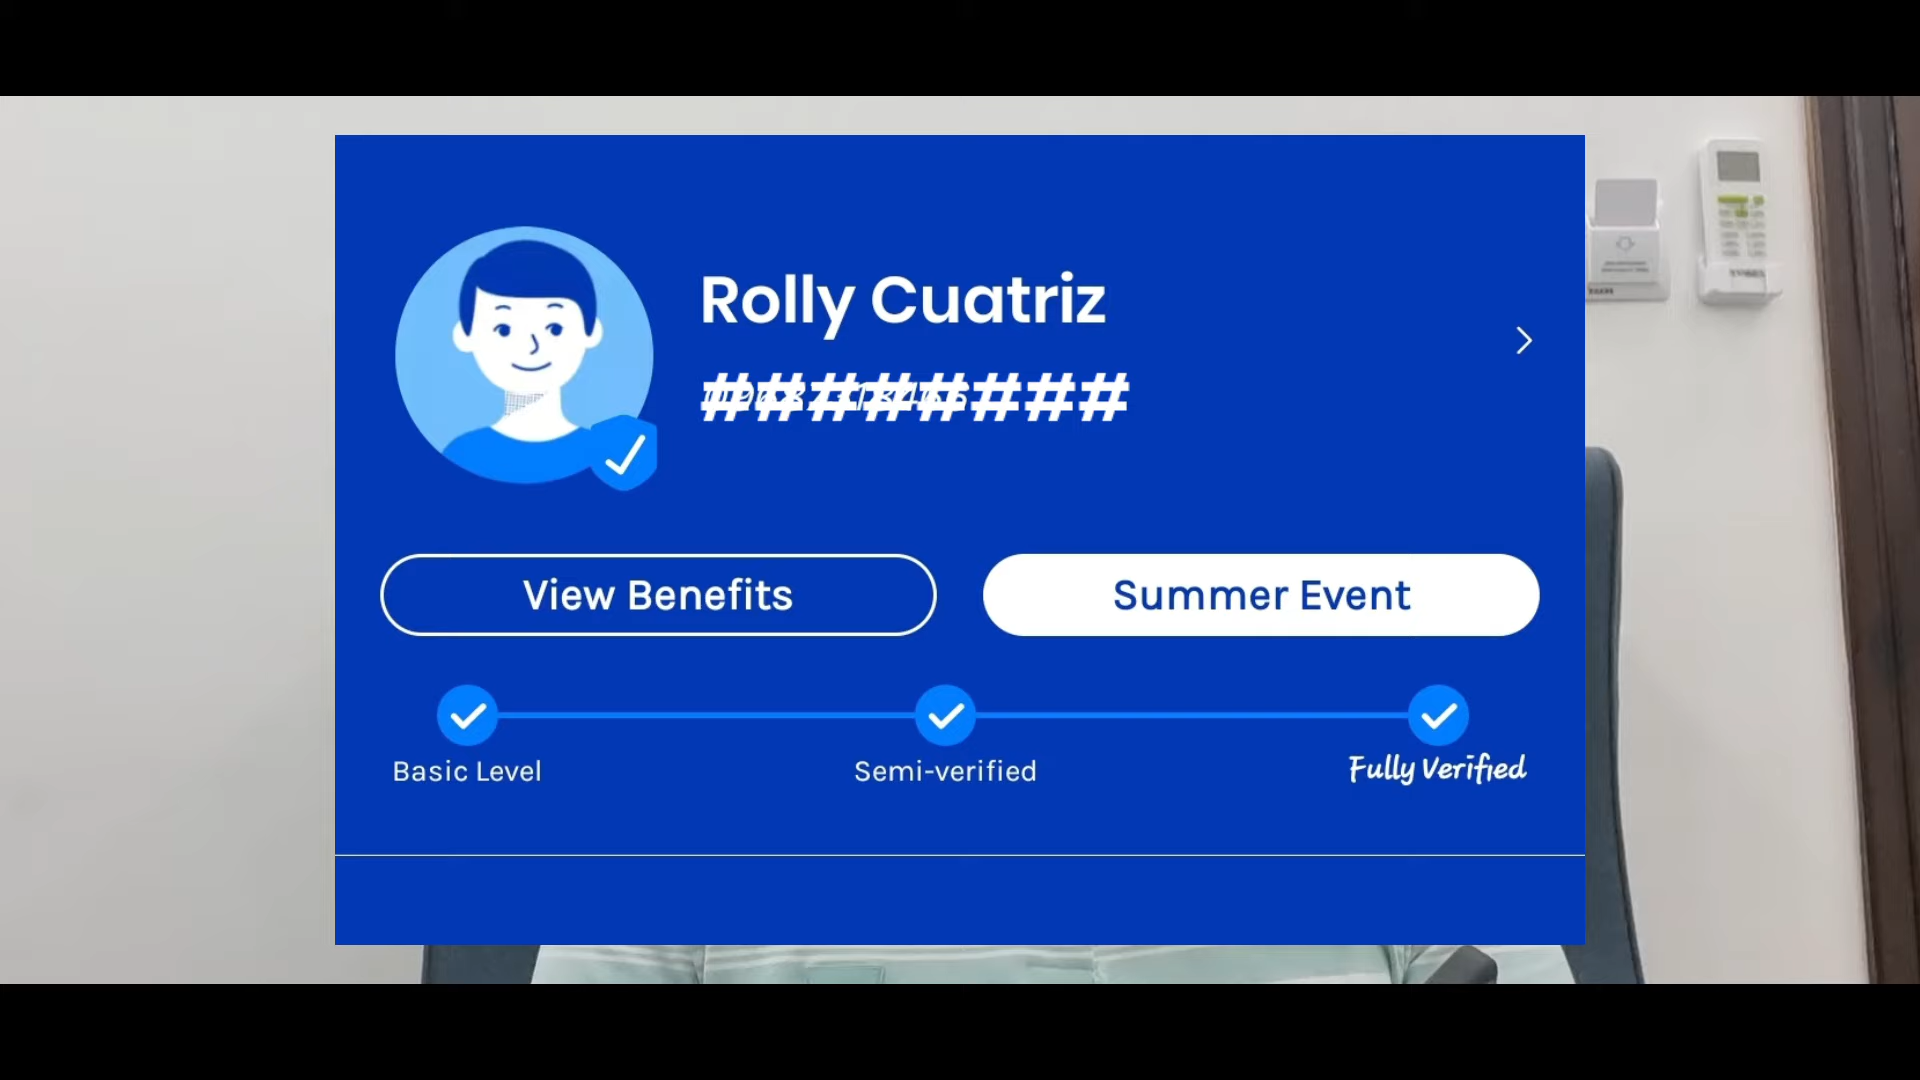 Rolly Cuatriz
########
View Benefits
Summer Event
Basic Level
Semi-verified
Fully Verified